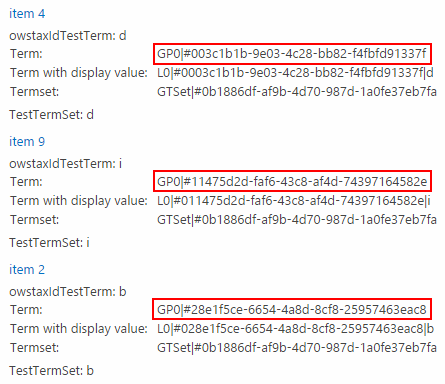 item 4
owstaxIdTestTerm: d
Term: GP0|#003c1b1b-9e03-4c28-bb82-f4fbfd91337f
Term with display value: L0|#0003c1b1b-9e03-4c28-bb82-f4fbfd91337f|d
Termset: GTSet|#0b1886df-af9b-4d70-987d-1a0fe37eb7fa
TestTermSet: d
item 9
owstaxIdTestTerm: i
Term: GP0|#11475d2d-faf6-43c8-af4d-74397164582e
Term with display value: L0|#011475d2d-faf6-43c8-af4d-74397164582e|i
Termset: GTSet|#0b1886df-af9b-4d70-987d-1a0fe37eb7fa
TestTermSet: i
item 2
owstaxIdTestTerm: b
Term: GP0|#28e1f5ce-6654-4a8d-8cf8-25957463eac8
Term with display value: L0|#028e1f5ce-6654-4a8d-8cf8-25957463eac8|b
Termset: GTSet|#0b1886df-af9b-4d70-987d-1a0fe37eb7fa
TestTermSet: b